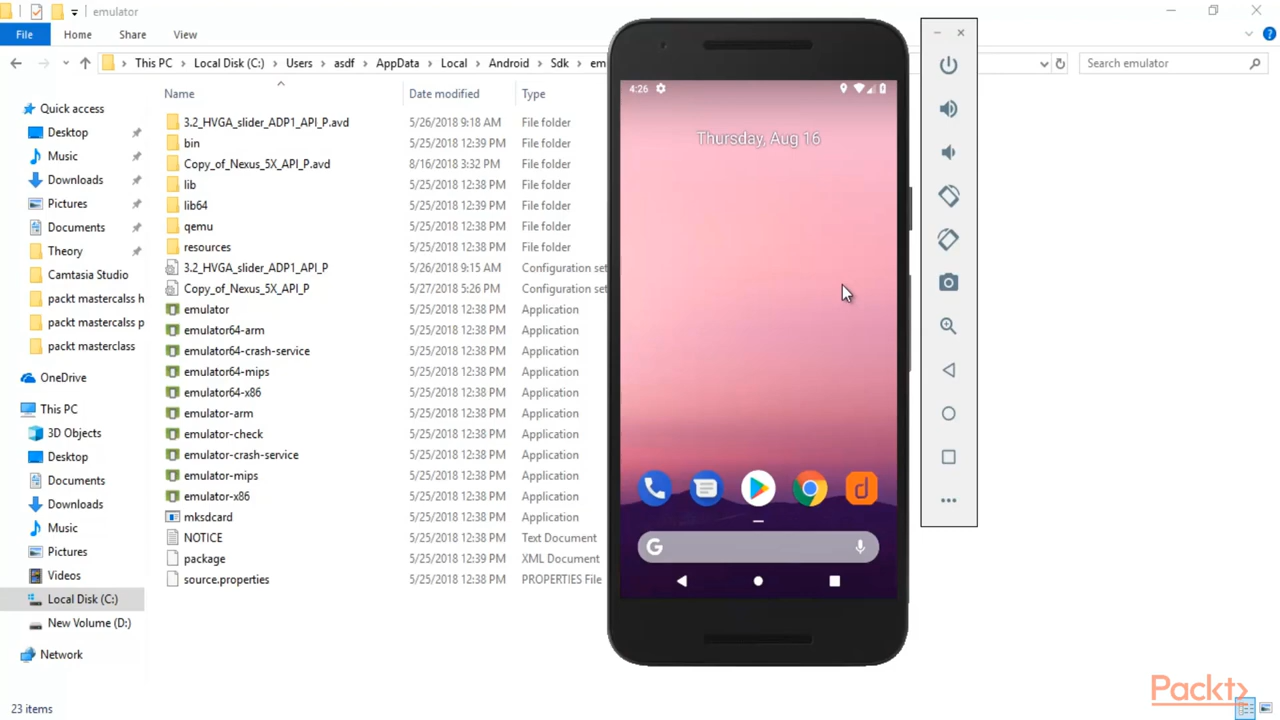 emulator
File Home Share View
This PC Local Disk (C:) Users asdf AppData Local Android Sdk em
Search emulator
Name Date modified Type
Quick access
Desktop
Music
Downloads
Pictures
Documents
Theory
Camtasia Studio
packt mastercalss h
packt mastercalss p
packt masterclass
OneDrive
This PC
3D Objects
Desktop
Documents
Downloads
Music
Pictures
Videos
Local Disk (C:)
New Volume (D:)
Network
3.2_HVGA_slider_ADP1_API_P.avd 5/26/2018 9:18 AM File folder
bin 5/25/2018 12:39 PM File folder
Copy_of_Nexus_5X_API_P.avd 8/16/2018 3:32 PM File folder
lib 5/25/2018 12:38 PM File folder
lib64 5/25/2018 12:39 PM File folder
qemu 5/25/2018 12:38 PM File folder
resources 5/25/2018 12:38 PM File folder
3.2_HVGA_slider_ADP1_API_P 5/26/2018 9:15 AM Configuration set
Copy_of_Nexus_5X_API_P 5/27/2018 5:26 PM Configuration set
emulator 5/25/2018 12:38 PM Application
emulator64-arm 5/25/2018 12:38 PM Application
emulator64-crash-service 5/25/2018 12:38 PM Application
emulator64-mips 5/25/2018 12:38 PM Application
emulator64-x86 5/25/2018 12:38 PM Application
emulator-arm 5/25/2018 12:38 PM Application
emulator-check 5/25/2018 12:38 PM Application
emulator-crash-service 5/25/2018 12:38 PM Application
emulator-mips 5/25/2018 12:38 PM Application
emulator-x86 5/25/2018 12:38 PM Application
mksdcard 5/25/2018 12:38 PM Application
NOTICE 5/25/2018 12:38 PM Text Document
package 5/25/2018 12:39 PM XML Document
source.properties 5/25/2018 12:38 PM PROPERTIES File
23 items
4:26
Thursday, Aug 16
d
G
Packt